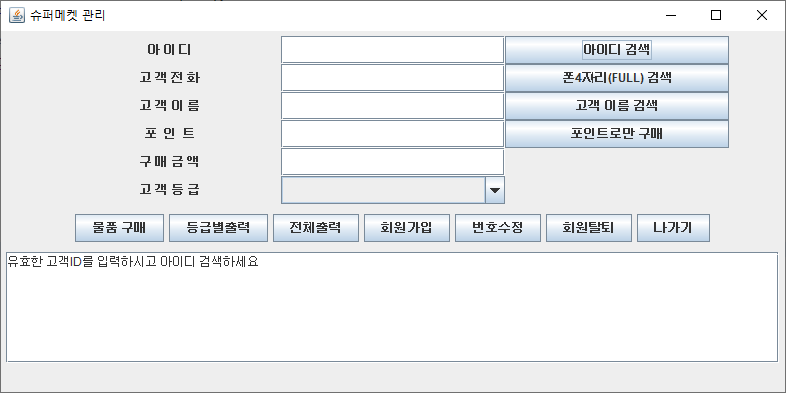 슈퍼메켓 관리
아 이 디
아이디 검색
고 객 전 화
폰4자리(FULL) 검색
고 객 이 름
고객 이름 검색
포 인 트
포인트로만 구매
구 매 금 액
고 객 등 급
물품 구매 등급별출력 전체출력 회원가입 번호수정 회원탈퇴 나가기
유효한 고객ID를 입력하시고 아이디 검색하세요